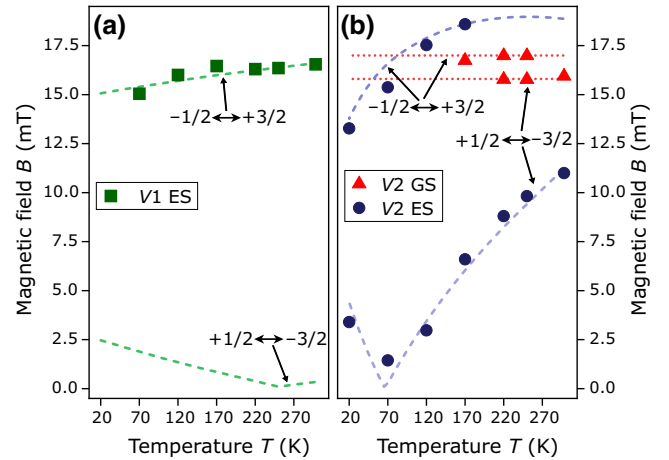 (a)
(b)
Magnetic field B (mT)
17.5
15.0
12.5
10.0
7.5
5.0
2.5
0.0
−1/2↔+3/2
V1 ES
+1/2↔−3/2
20 70 120 170 220 270
Temperature T (K)
−1/2↔+3/2
+1/2↔−3/2
V2 GS
V2 ES
20 70 120 170 220 270
Temperature T (K)
17.5
15.0
12.5
10.0
7.5
5.0
2.5
0.0
Magnetic field B (mT)